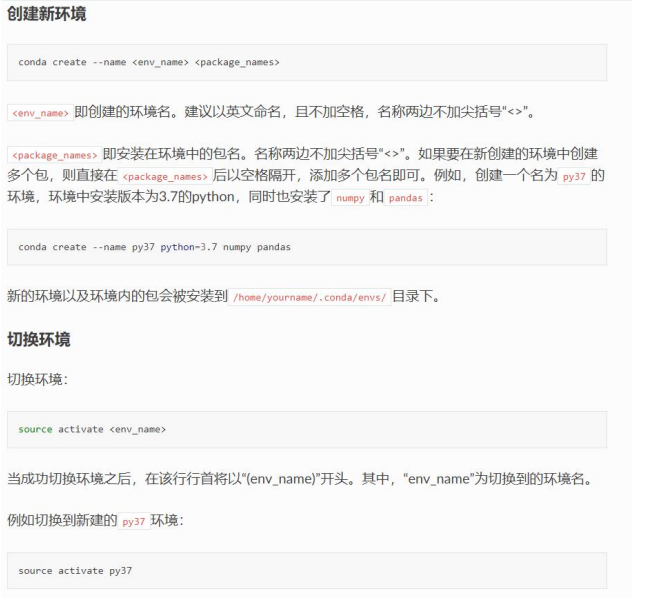 创建新环境
conda create --name <env_name> <package_names>
<env_name> 即创建的环境名。建议以英文命名，且不加空格，名称两边不加尖括号“<>”。
<package_names> 即安装在环境中的包名。名称两边不加尖括号“<>”。如果要在新创建的环境中创建
多个包，则直接在 <package_names> 后以空格隔开，添加多个包名即可。例如，创建一个名为 py37 的
环境，环境中安装版本为3.7的python，同时也安装了 numpy 和 pandas ：
conda create --name py37 python=3.7 numpy pandas
新的环境以及环境内的包会被安装到 /home/yourname/.conda/envs/ 目录下。
切换环境
切换环境：
source activate <env_name>
当成功切换环境之后，在该行行首将以“(env_name)”开头。其中，“env_name”为切换到的环境名。
例如切换到新建的 py37 环境：
source activate py37